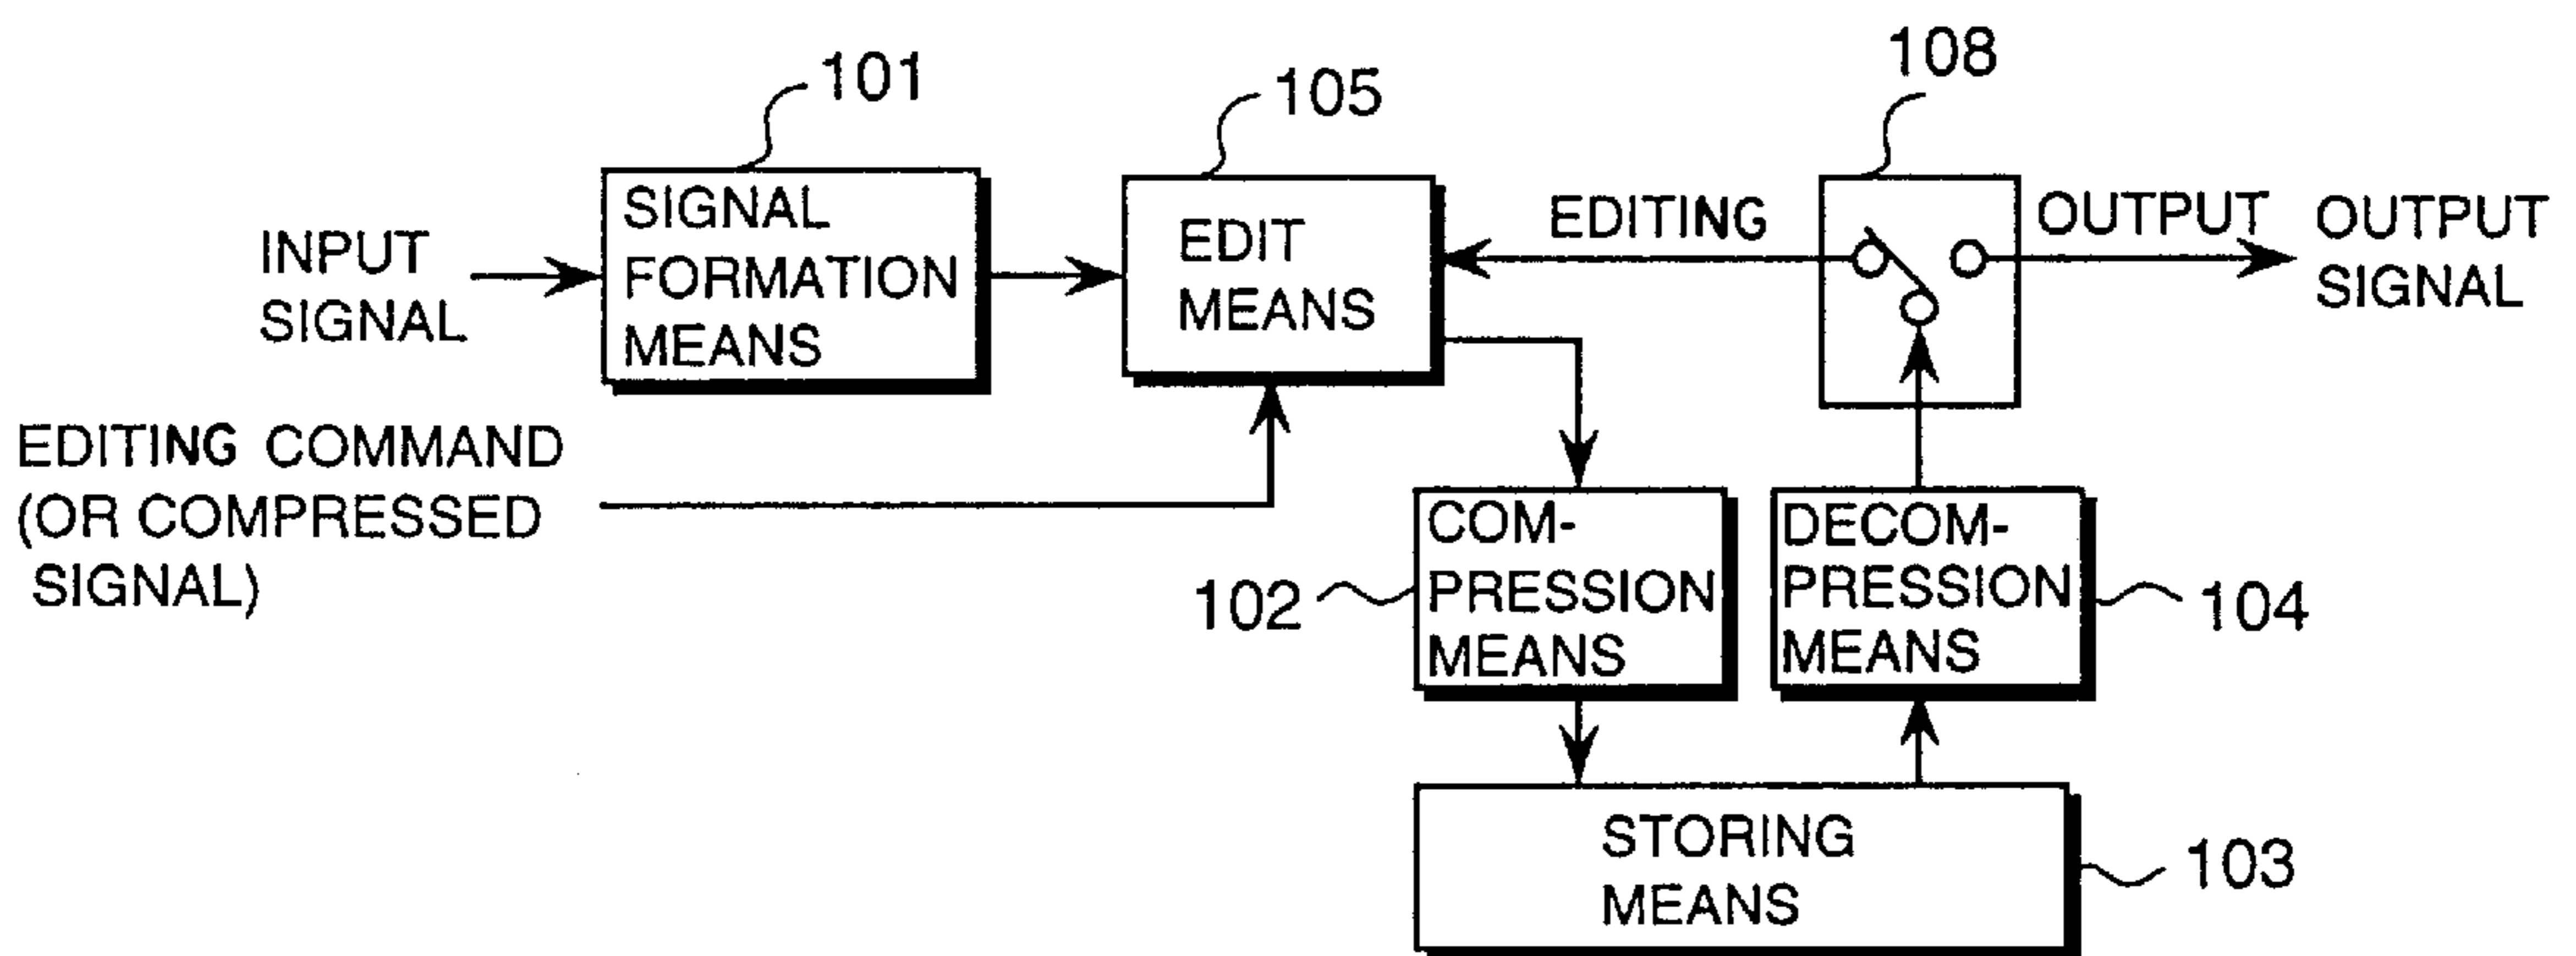 101
105
108
INPUT
SIGNAL
SIGNAL
FORMATION
MEANS
EDIT
MEANS
EDITING
OUTPUT
OUTPUT
SIGNAL
EDITING COMMAND
(OR COMPRESSED
SIGNAL)
102
COM-
PRESSION
MEANS
DECOM-
PRESSION
MEANS
104
STORING
MEANS
103